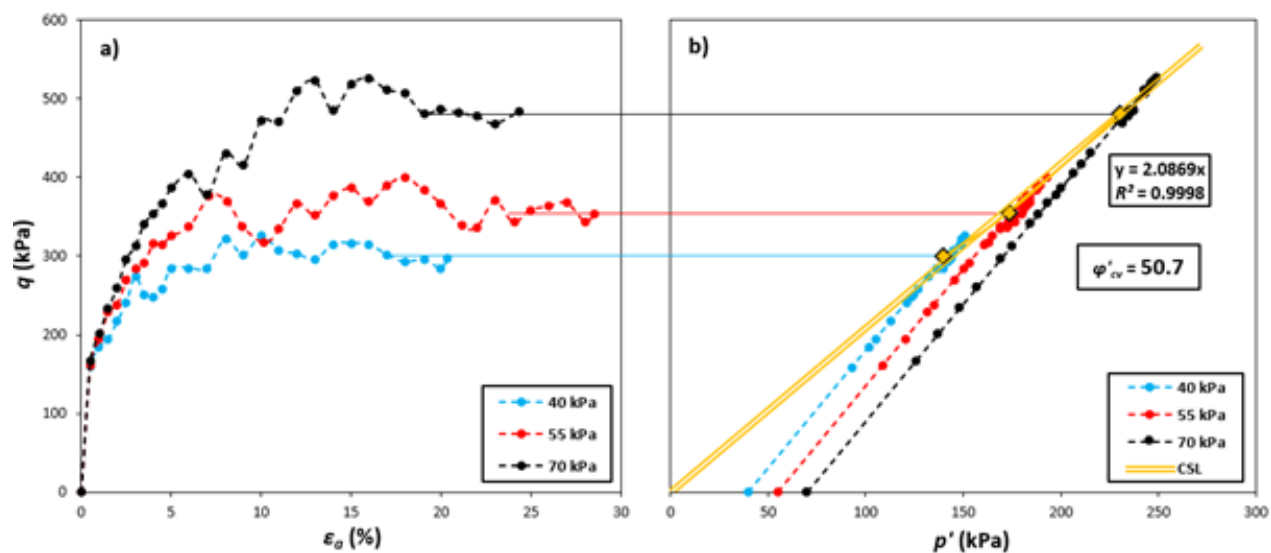 a)
600
500
400
300
200
100
0
q (kPa)
0 5 10 15 20 25 30
εₐ (%)
40 kPa
55 kPa
70 kPa
b)
y = 2.0869x
R² = 0.9998
φ'cv = 50.7
40 kPa
55 kPa
70 kPa
CSL
0 50 100 150 200 250 300
p' (kPa)